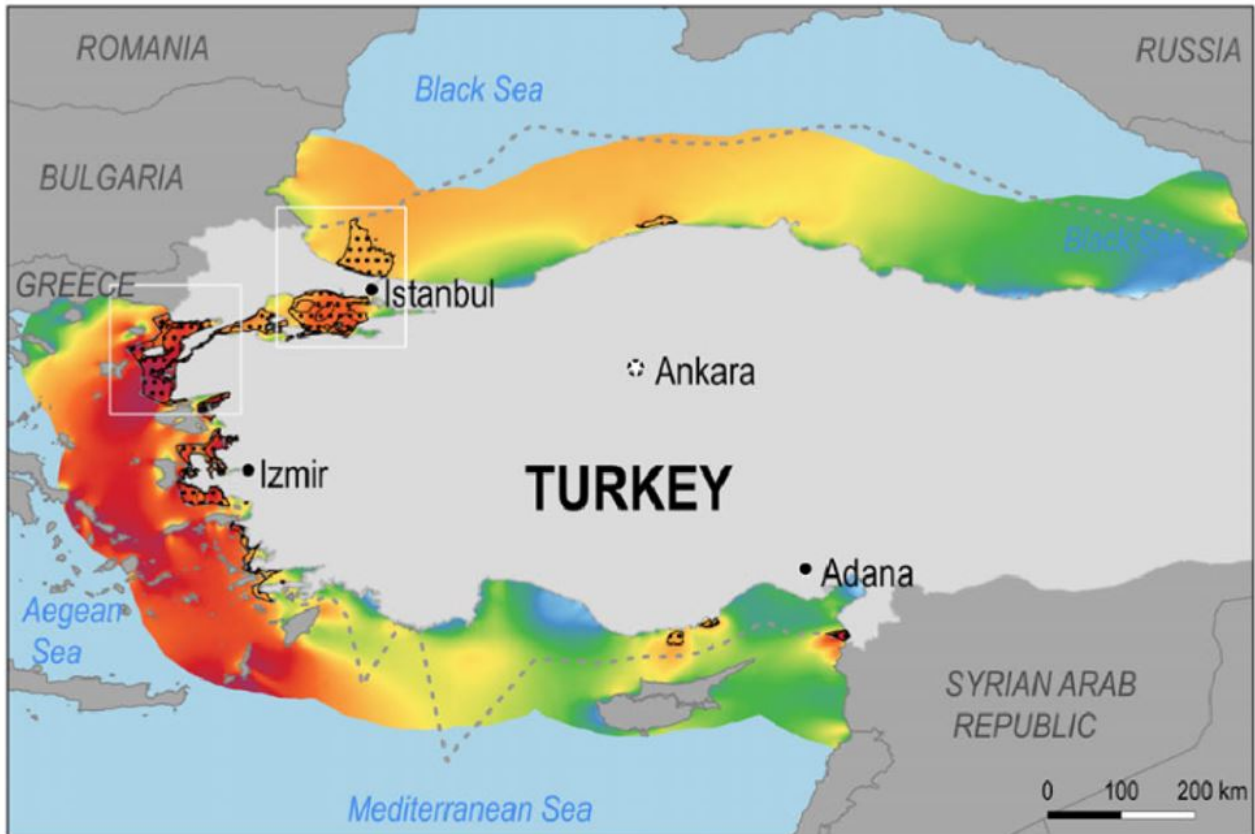 ROMANIA
RUSSIA
Black Sea
BULGARIA
Black Sea
GREECE
Istanbul
Ankara
Izmir
TURKEY
Adana
Aegean
Sea
SYRIAN ARAB
REPUBLIC
Mediterranean Sea
0 100 200 km